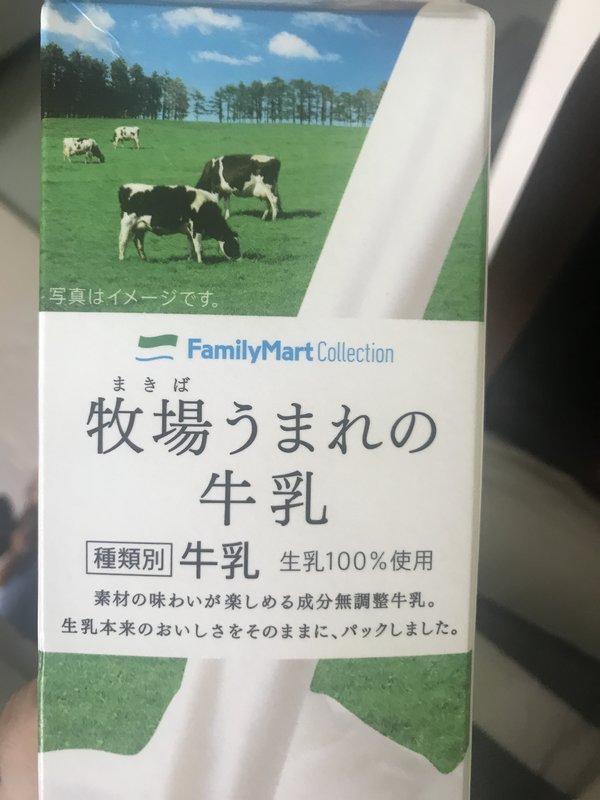 写真はイメージです。
FamilyMart Collection
まきば
牧場うまれの
牛乳
種類別 牛乳 生乳100%使用
素材の味わいが楽しめる成分無調整牛乳。
生乳本来のおいしさをそのままに、パックしました。